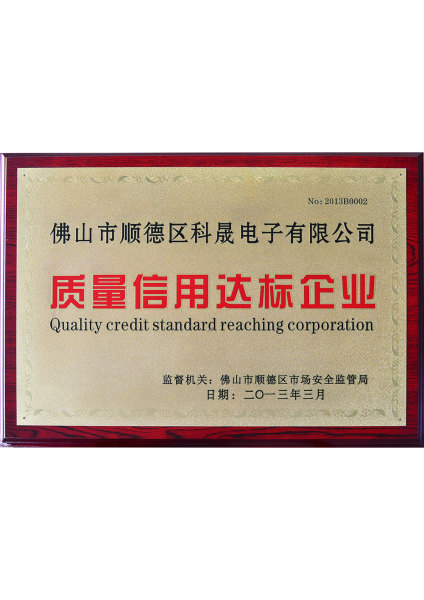 No: 2013B0002
佛山市顺德区科晟电子有限公司
质量信用达标企业
Quality credit standard reaching corporation
监督机关：佛山市顺德区市场安全监管局
日期：二〇一三年三月